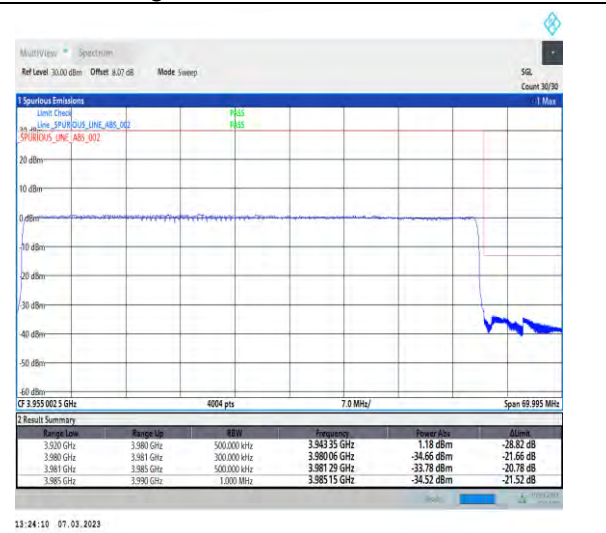 MultiView Spectrum
Ref Level 30.00 dBm Offset 8.07 dB Mode Sweep SGL
Count 30/30
1 Spurious Emissions 1 Max
Limit Check PASS
Line _SPURIOUS_LINE_ABS_002 PASS
SPURIOUS_LINE_ABS_002
20 dBm
10 dBm
0 dBm
-10 dBm
-20 dBm
-30 dBm
-40 dBm
-50 dBm
-60 dBm
CF 3.955 002 5 GHz 4004 pts 7.0 MHz/ Span 69.995 MHz
2 Result Summary
Range Low Range Up RBW Frequency Power Abs ΔLimit
3.920 GHz 3.980 GHz 500.000 kHz 3.943 35 GHz 1.18 dBm -28.82 dB
3.980 GHz 3.981 GHz 300.000 kHz 3.980 06 GHz -34.66 dBm -21.66 dB
3.981 GHz 3.985 GHz 500.000 kHz 3.981 29 GHz -33.78 dBm -20.78 dB
3.985 GHz 3.990 GHz 1.000 MHz 3.985 15 GHz -34.52 dBm -21.52 dB
13:24:10 07.03.2023